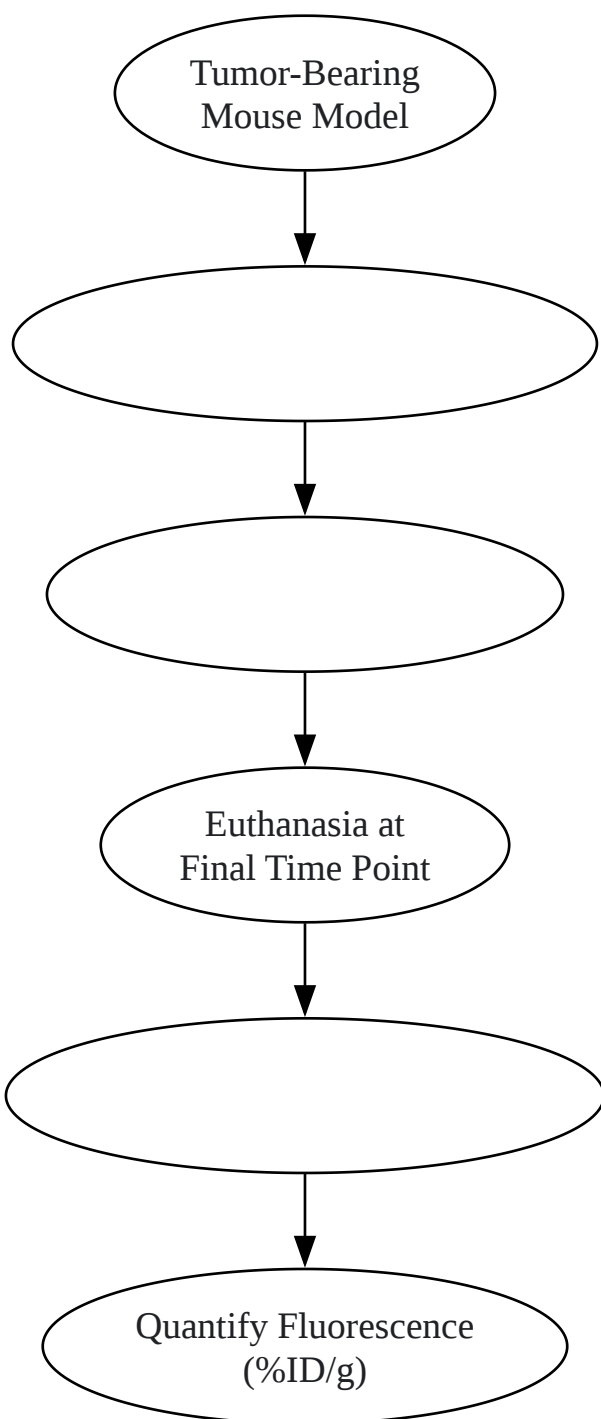 Tumor-Bearing
Mouse Model
Euthanasia at
Final Time Point
Quantify Fluorescence
(%ID/g)